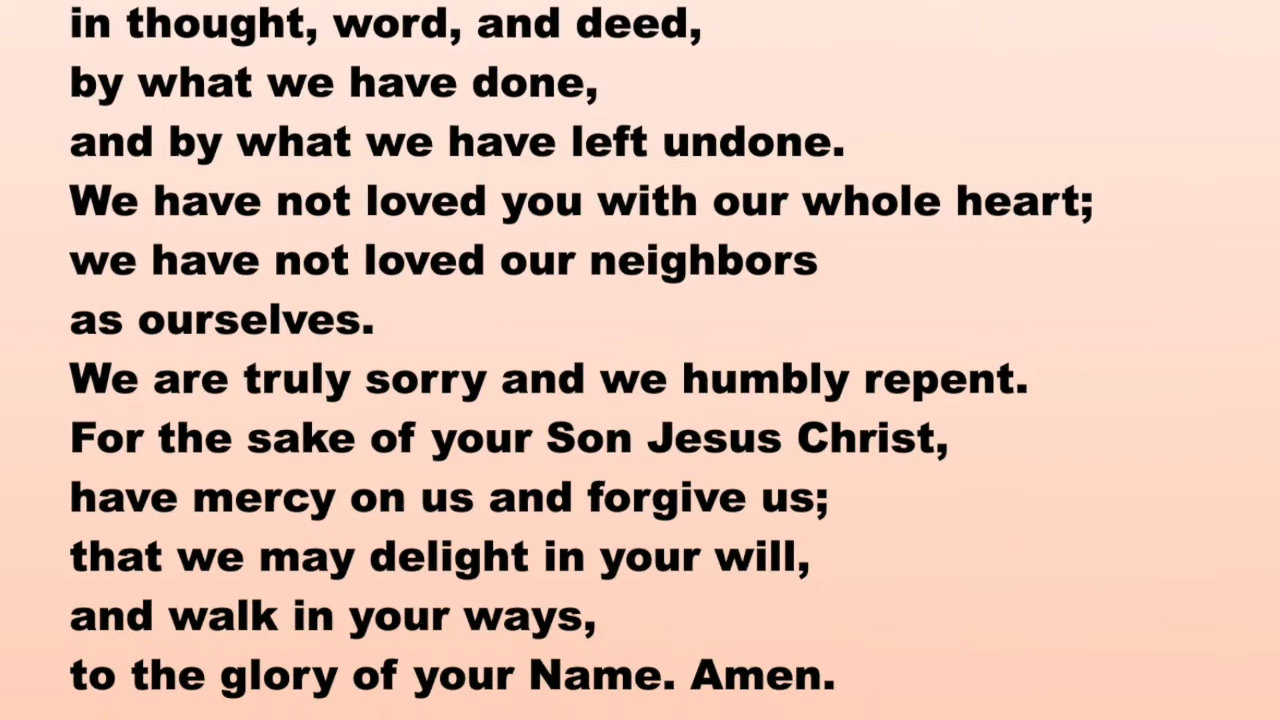 in thought, word, and deed,
by what we have done,
and by what we have left undone.
We have not loved you with our whole heart;
we have not loved our neighbors
as ourselves.
We are truly sorry and we humbly repent.
For the sake of your Son Jesus Christ,
have mercy on us and forgive us;
that we may delight in your will,
and walk in your ways,
to the glory of your Name. Amen.